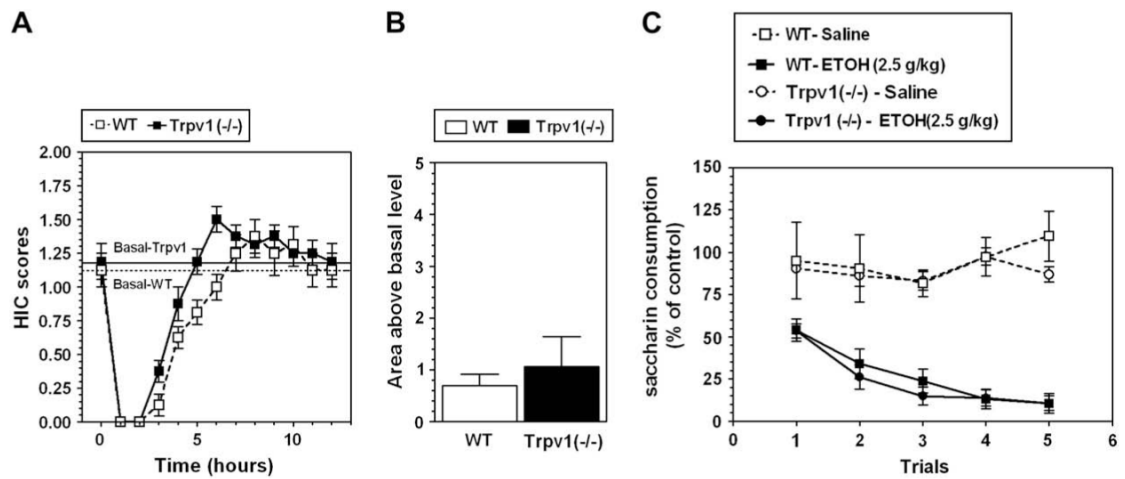 A
WT Trpv1 (-/-)
HIC scores
2.00
1.75
1.50
1.25
1.00
0.75
0.50
0.25
0.00
Basal-Trpv1
Basal-WT
0 5 10
Time (hours)
B
WT Trpv1(-/-)
Area above basal level
5
4
3
2
1
0
WT Trpv1(-/-)
C
WT- Saline
WT- ETOH (2.5 g/kg)
Trpv1(-/-) - Saline
Trpv1 (-/-) - ETOH(2.5 g/kg)
saccharin consumption
(% of control)
150
125
100
75
50
25
0
0 1 2 3 4 5 6
Trials